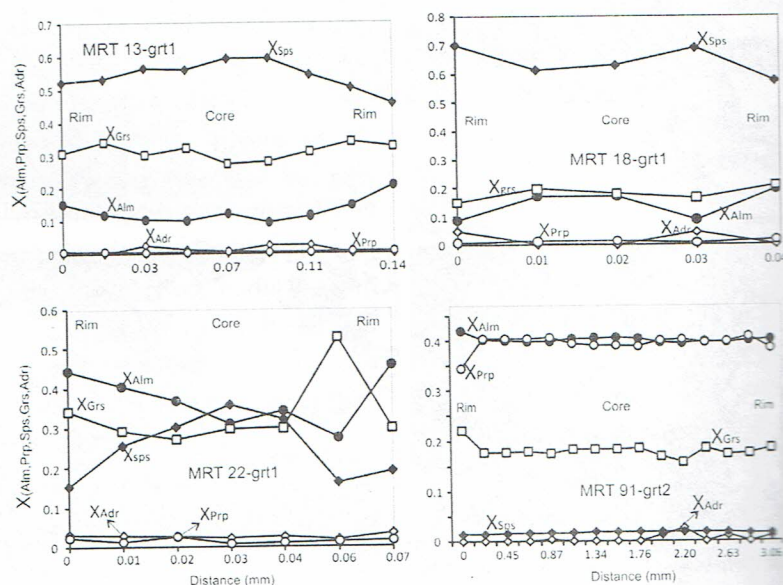 X(Alm,Prp,Sps,Grs,Adr)
0.7
0.6
0.5
0.4
0.3
0.2
0.1
0
MRT 13-grt1
XSps
Rim
Core
Rim
XGrs
XAlm
XAdr
XPrp
0
0.03
0.05
0.07
0.11
0.14
0.8
0.7
0.6
0.5
0.4
0.3
0.2
0.1
0
XSps
Rim
Core
Rim
MRT 18-grt1
Xgrs
XAlm
XPrp
XAdr
0
0.01
0.02
0.03
0.04
X(Alm,Prp,Sps,Grs,Adr)
0.6
0.5
0.4
0.3
0.2
0.1
0
Rim
Core
Rim
XAlm
XGrs
Xsps
MRT 22-grt1
XAdr
XPrp
0
0.01
0.02
0.03
0.04
0.06
0.07
Distance (mm)
0.4
0.3
0.2
0.1
0
XAlm
XPrp
Rim
Core
Rim
XGrs
MRT 91-grt2
XAdr
XSps
0
0.45
0.87
1.34
1.76
2.20
2.63
3.06
Distance (mm)